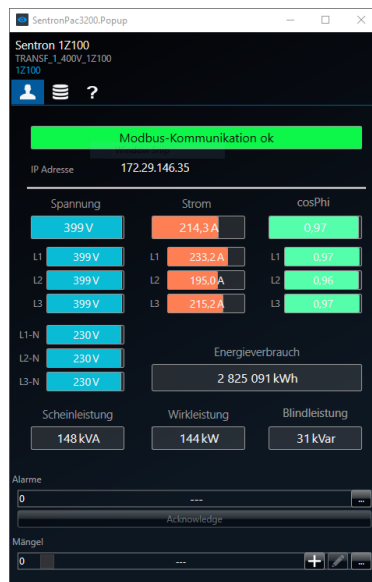 SentronPac3200.Popup
Sentron 1Z100
TRANSF_1_400V_1Z100
1Z100
?
Modbus-Kommunikation ok
IP Adresse 172.29.146.35
Spannung Strom cosPhi
399 V 214,3 A 0,97
L1 399 V L1 233,2 A L1 0,97
L2 399 V L2 195,0 A L2 0,96
L3 399 V L3 215,2 A L3 0,97
L1-N 230 V
L2-N 230 V
L3-N 230 V
Energieverbrauch
2 825 091 kWh
Scheinleistung Wirkleistung Blindleistung
148 kVA 144 kW 31 kVar
Alarme
0 --- ...
Acknowledge
Mängel
0 --- + ...